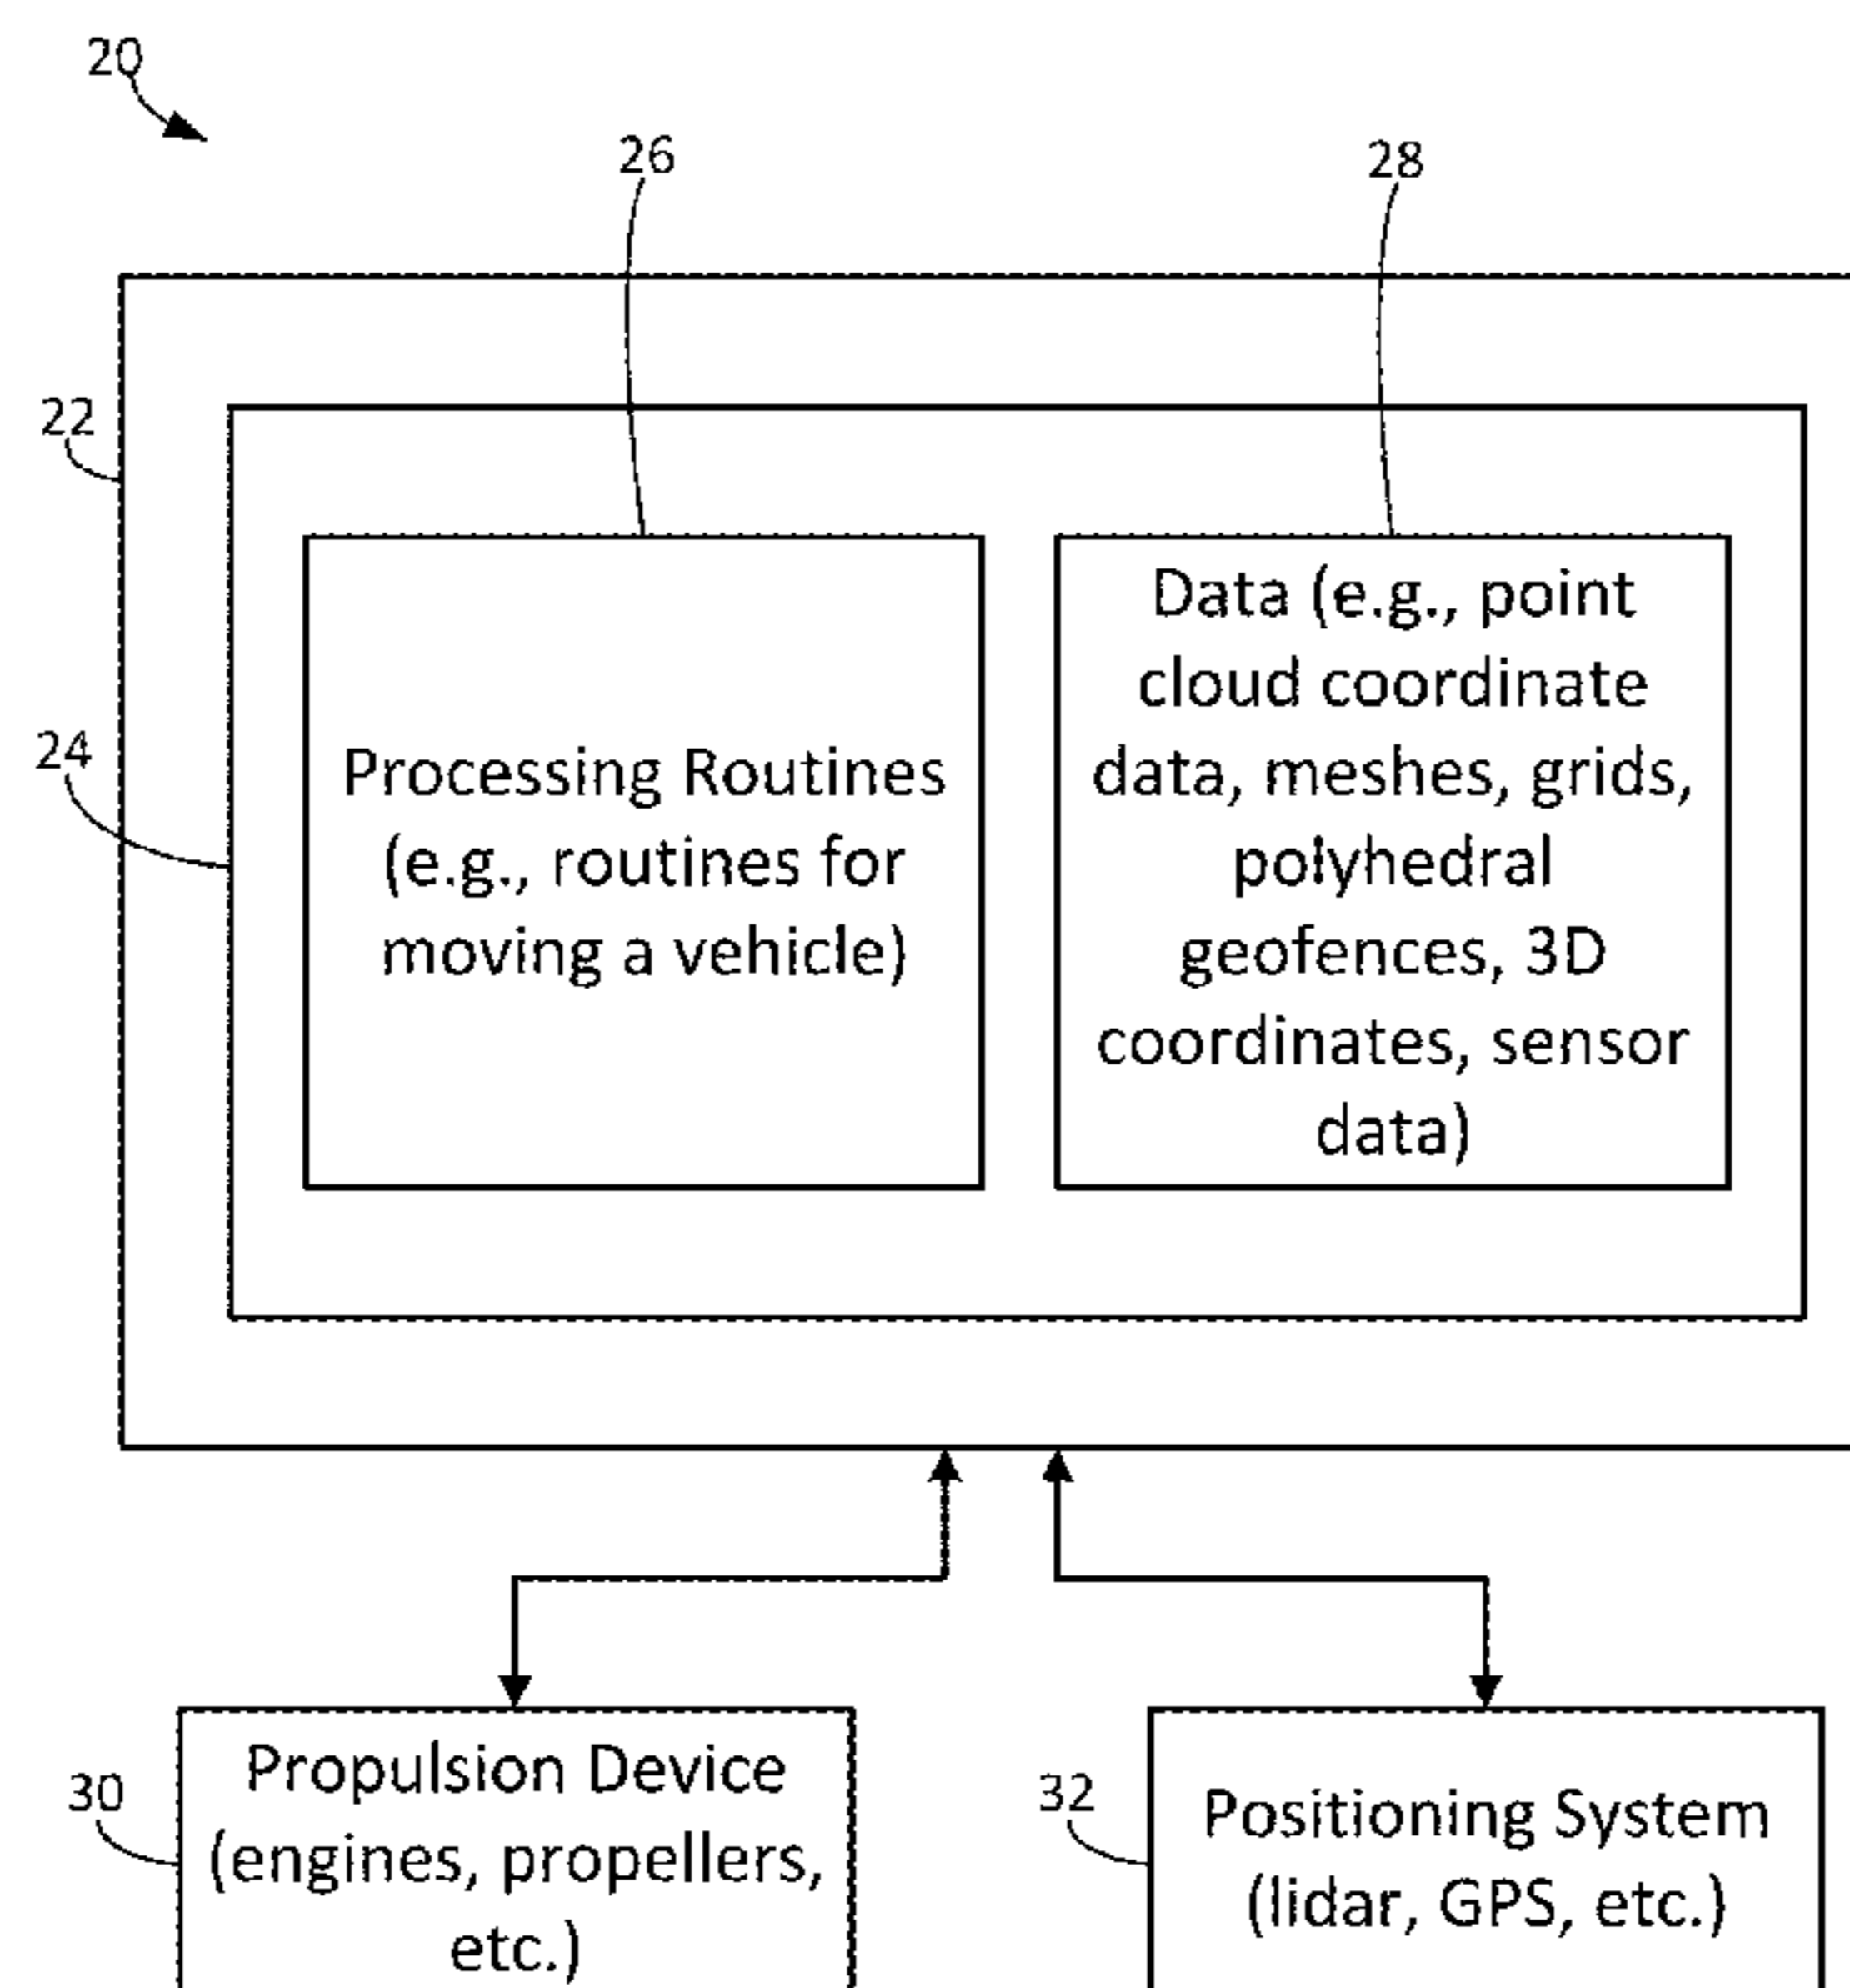 20
26
28
22
24
Processing Routines
(e.g., routines for
moving a vehicle)
Data (e.g., point
cloud coordinate
data, meshes, grids,
polyhedral
geofences, 3D
coordinates, sensor
data)
30
Propulsion Device
(engines, propellers,
etc.)
32
Positioning System
(lidar, GPS, etc.)